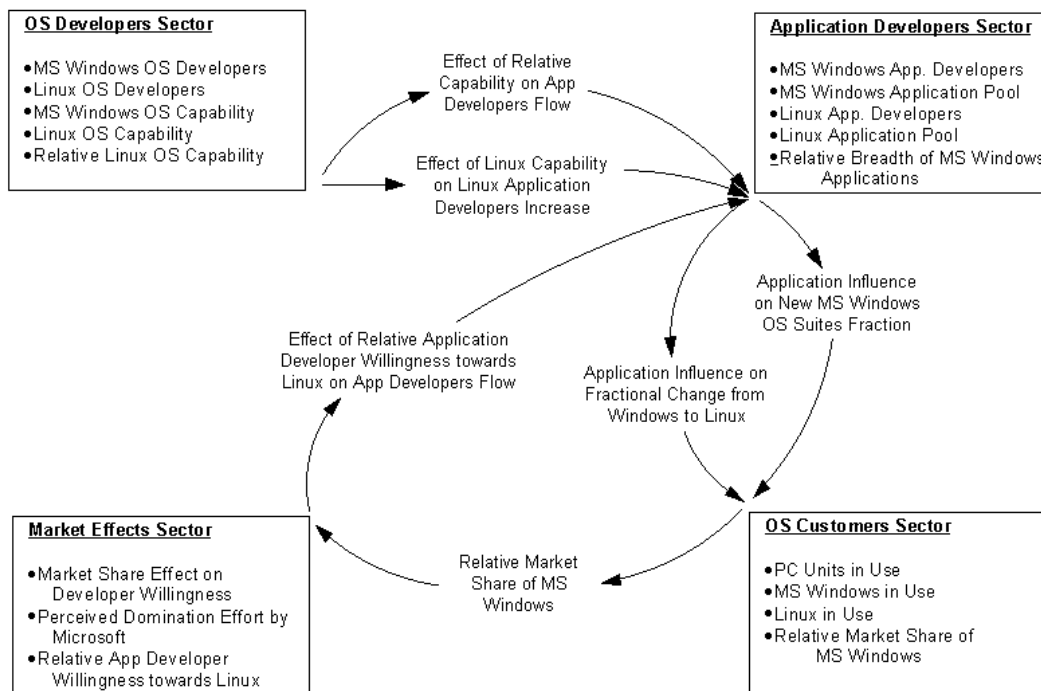 OS Developers Sector
●MS Windows OS Developers
●Linux OS Developers
●MS Windows OS Capability
●Linux OS Capability
●Relative Linux OS Capability
Effect of Relative
Capability on App
Developers Flow
Effect of Linux Capability
on Linux Application
Developers Increase
Application Developers Sector
●MS Windows App. Developers
●MS Windows Application Pool
●Linux App. Developers
●Linux Application Pool
●Relative Breadth of MS Windows
Applications
Application Influence
on New MS Windows
OS Suites Fraction
Effect of Relative Application
Developer Willingness towards
Linux on App Developers Flow
Application Influence on
Fractional Change from
Windows to Linux
Market Effects Sector
●Market Share Effect on
Developer Willingness
●Perceived Domination Effort by
Microsoft
●Relative App Developer
Willingness towards Linux
Relative Market
Share of MS
Windows
OS Customers Sector
●PC Units in Use
●MS Windows in Use
●Linux in Use
●Relative Market Share of
MS Windows